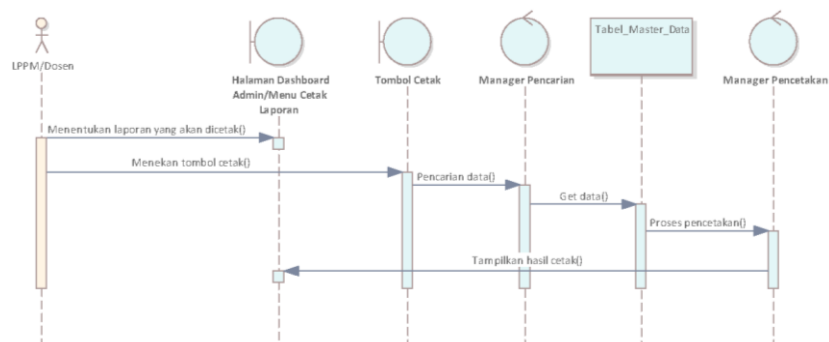 LPPM/Dosen
Halaman Dashboard
Admin/Menu Cetak
Laporan
Tombol Cetak
Manager Pencarian
Tabel_Master_Data
Manager Pencetakan
Menentukan laporan yang akan dicetak()
Menekan tombol cetak()
Pencarian data()
Get data()
Proses pencetakan()
Tampilkan hasil cetak()